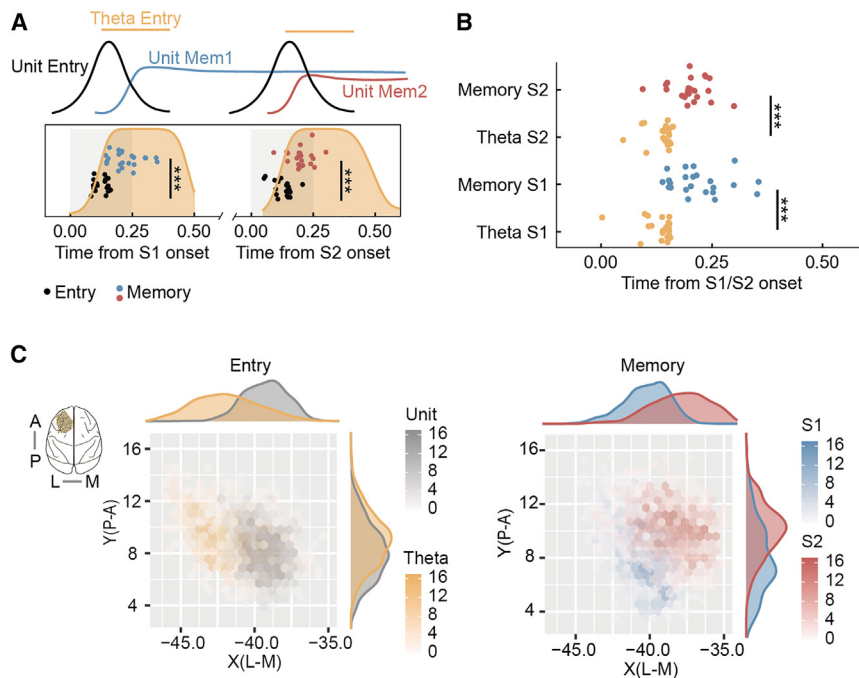 A
Theta Entry
Unit Entry
Unit Mem1
Unit Mem2
***
***
0.00 0.25 0.50
0.00 0.25 0.50
Time from S1 onset
Time from S2 onset
Entry
Memory
B
Memory S2
Theta S2
Memory S1
Theta S1
***
***
0.00 0.25 0.50
Time from S1/S2 onset
C
A
P
L
M
Entry
Y(P-A)
16
12
8
4
−45.0 −40.0 −35.0
X(L-M)
Unit
16
12
8
4
0
Theta
16
12
8
4
0
Memory
Y(P-A)
16
12
8
4
−45.0 −40.0 −35.0
X(L-M)
S1
16
12
8
4
0
S2
16
12
8
4
0